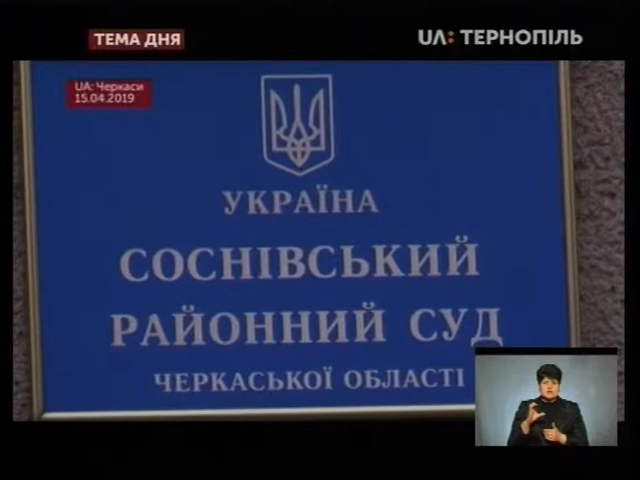 ТЕМА ДНЯ
UA: ТЕРНОПІЛЬ
UA: Черкаси
15.04.2019
УКРАЇНА
СОСНІВСЬКИЙ
РАЙОННИЙ СУД
ЧЕРКАСЬКОЇ ОБЛАСТІ